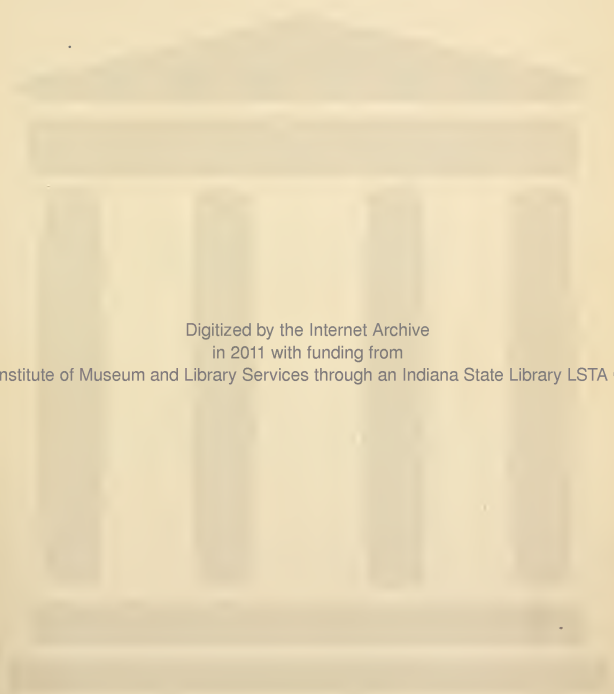 Digitized by the Internet Archive
in 2011 with funding from
nstitute of Museum and Library Services through an Indiana State Library LSTA